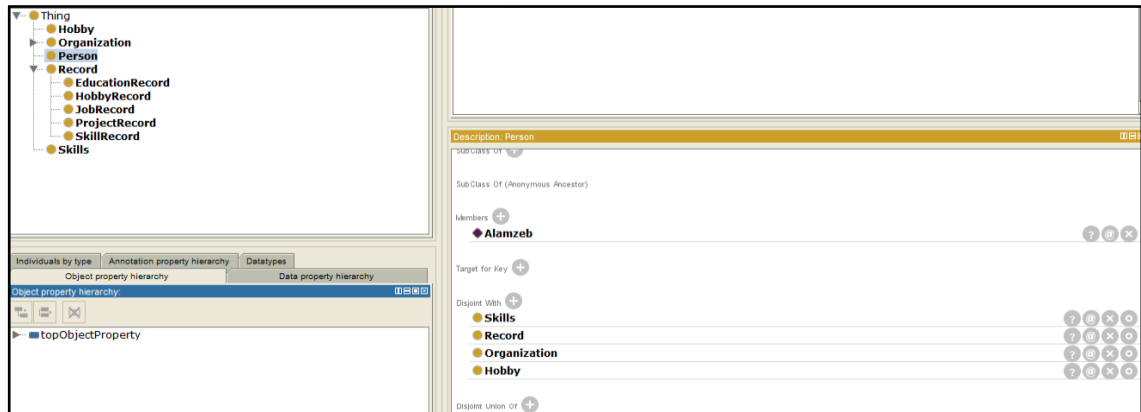 Thing
Hobby
Organization
Person
Record
EducationRecord
HobbyRecord
JobRecord
ProjectRecord
SkillRecord
Skills
Individuals by type Annotation property hierarchy Datatypes
Object property hierarchy Data property hierarchy
Object property hierarchy:
topObjectProperty
Description: Person
SubClass Of
SubClass Of (Anonymous Ancestor)
Members
Alamzeb
Target for Key
Disjoint With
Skills
Record
Organization
Hobby
Disjoint Union Of